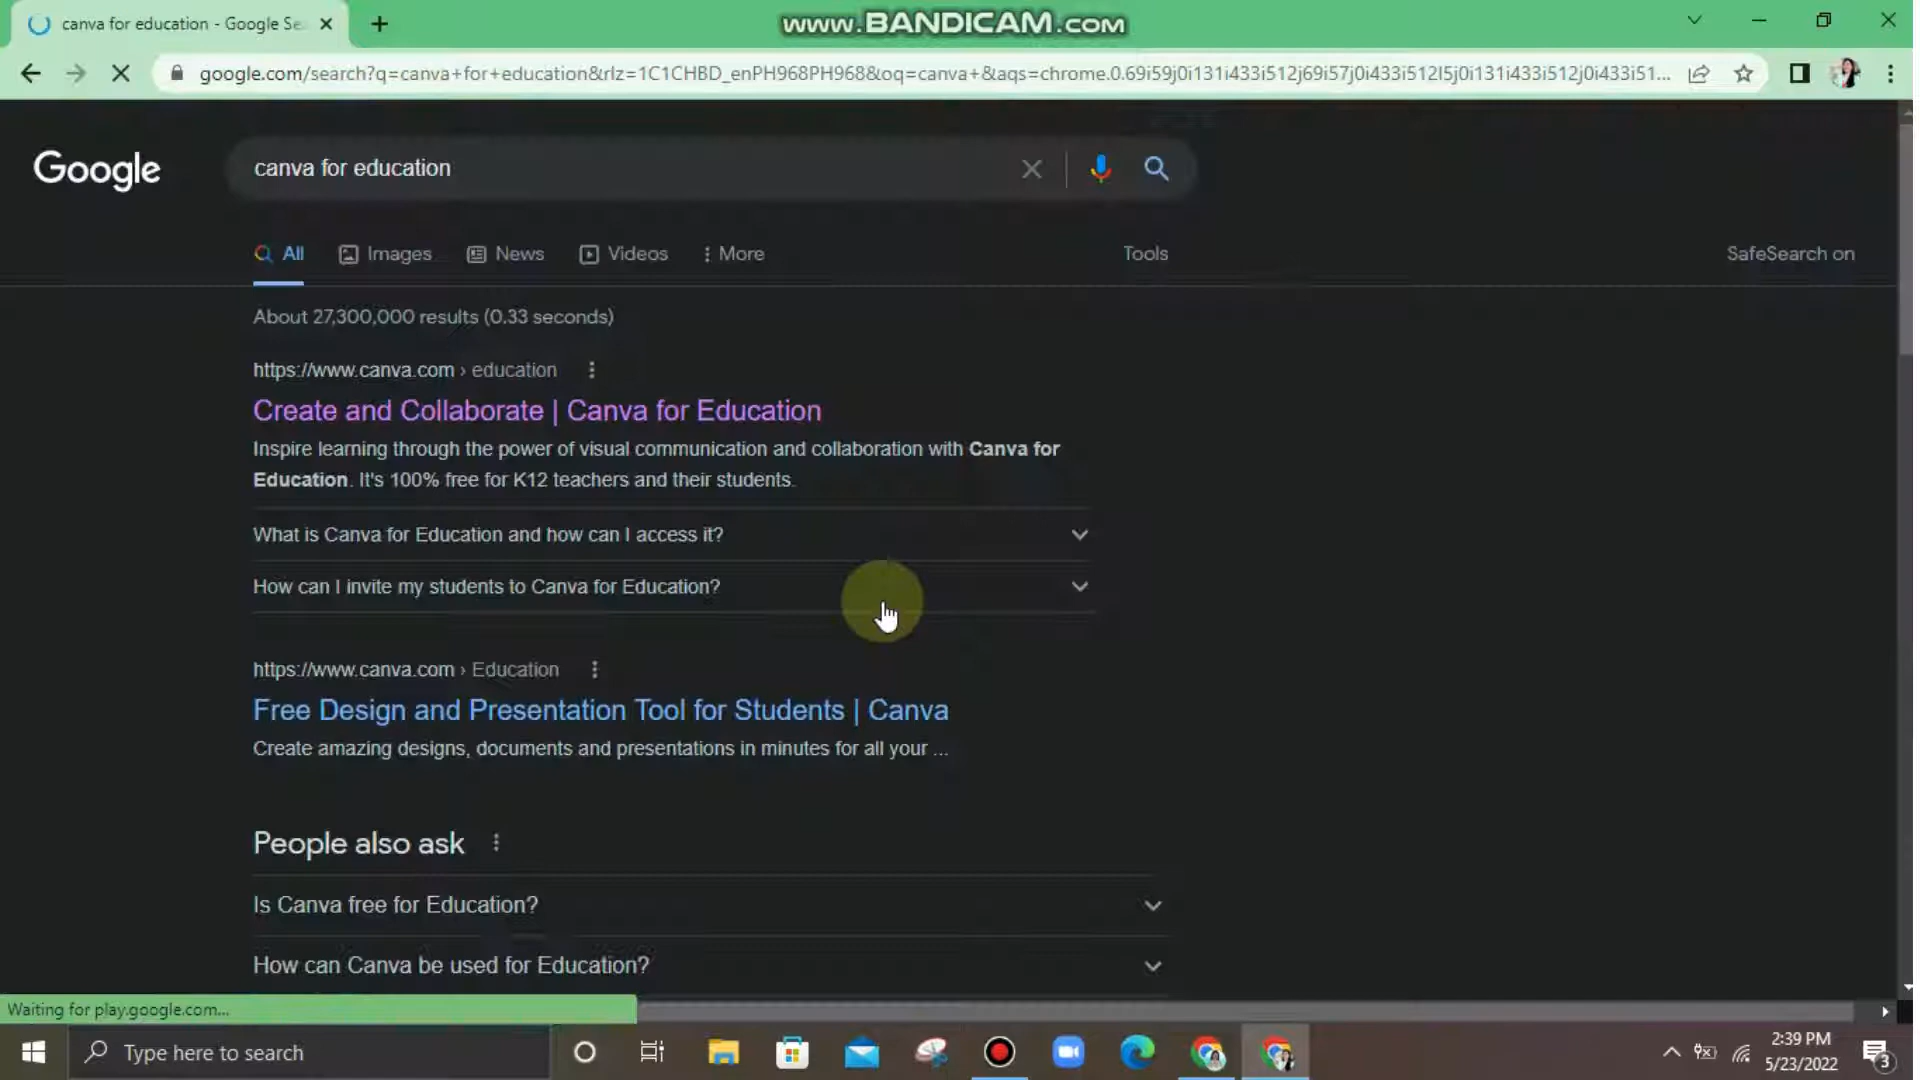 canva for education - Google Se
www.BANDICAM.com
google.com/search?q=canva+for+education&rlz=1C1CHBD_enPH968PH968&oq=canva+&aqs=chrome.0.69i59j0i131i433i512j69i57j0i433i512l5j0i131i433i512j0i433i51...
Google
canva for education
All Images News Videos More Tools SafeSearch on
About 27,300,000 results (0.33 seconds)
https://www.canva.com › education
Create and Collaborate | Canva for Education
Inspire learning through the power of visual communication and collaboration with Canva for
Education. It's 100% free for K12 teachers and their students.
What is Canva for Education and how can I access it?
How can I invite my students to Canva for Education?
https://www.canva.com › Education
Free Design and Presentation Tool for Students | Canva
Create amazing designs, documents and presentations in minutes for all your ...
People also ask
Is Canva free for Education?
How can Canva be used for Education?
Waiting for play.google.com...
Type here to search
2:39 PM
5/23/2022
3